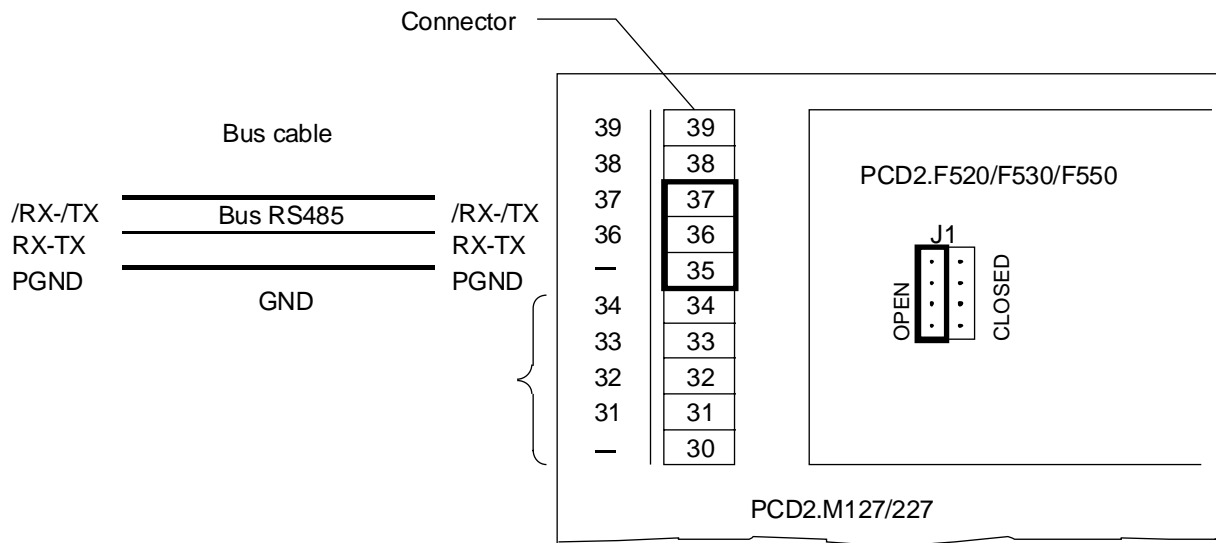 Connector
Bus cable
/RX-/TX Bus RS485 /RX-/TX
RX-TX RX-TX
PGND PGND
GND
39 39
38 38
37 37
36 36
— 35
34 34
33 33
32 32
31 31
— 30
PCD2.F520/F530/F550
J1
OPEN
CLOSED
PCD2.M127/227